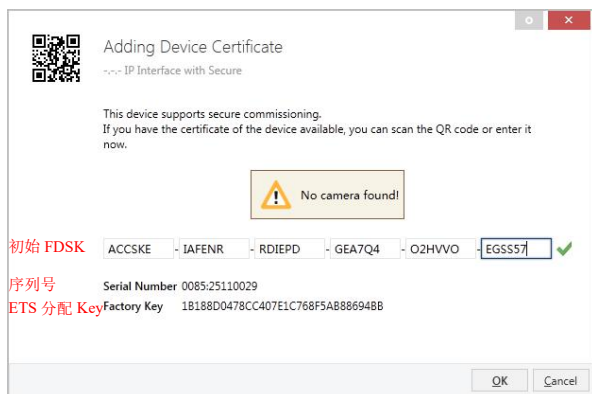 Adding Device Certificate
-.-.- IP Interface with Secure
This device supports secure commissioning.
If you have the certificate of the device available, you can scan the QR code or enter it
now.
No camera found!
初始 FDSK ACCSKE - IAFENR - RDIEPD - GEA7Q4 - O2HVVO - EGSS57
序列号 Serial Number 0085:25110029
ETS 分配 Key Factory Key 1B188D0478CC407E1C768F5AB88694BB
OK Cancel